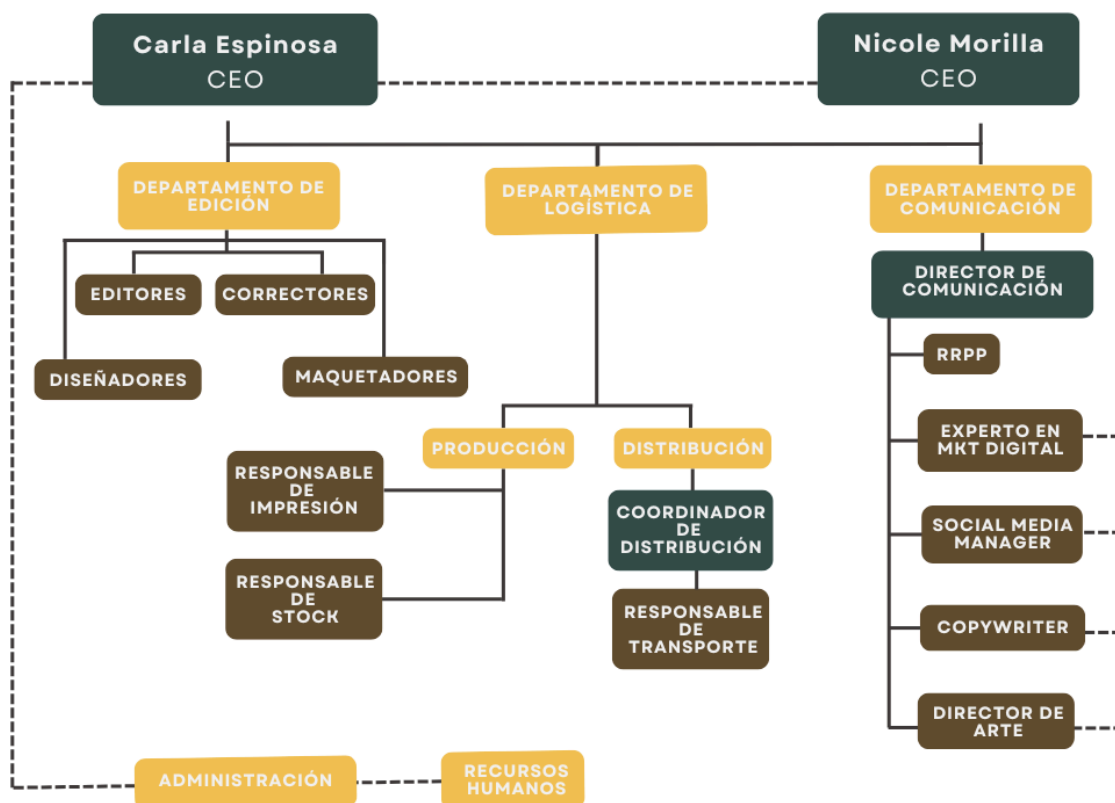 Carla Espinosa
CEO
Nicole Morilla
CEO
DEPARTAMENTO DE
EDICIÓN
DEPARTAMENTO DE
LOGÍSTICA
DEPARTAMENTO DE
COMUNICACIÓN
DIRECTOR DE
COMUNICACIÓN
EDITORES
CORRECTORES
DISEÑADORES
MAQUETADORES
RRPP
PRODUCCIÓN
DISTRIBUCIÓN
EXPERTO EN
MKT DIGITAL
RESPONSABLE
DE
IMPRESIÓN
COORDINADOR
DE
DISTRIBUCIÓN
SOCIAL MEDIA
MANAGER
RESPONSABLE
DE
STOCK
RESPONSABLE
DE
TRANSPORTE
COPYWRITER
DIRECTOR DE
ARTE
ADMINISTRACIÓN
RECURSOS
HUMANOS